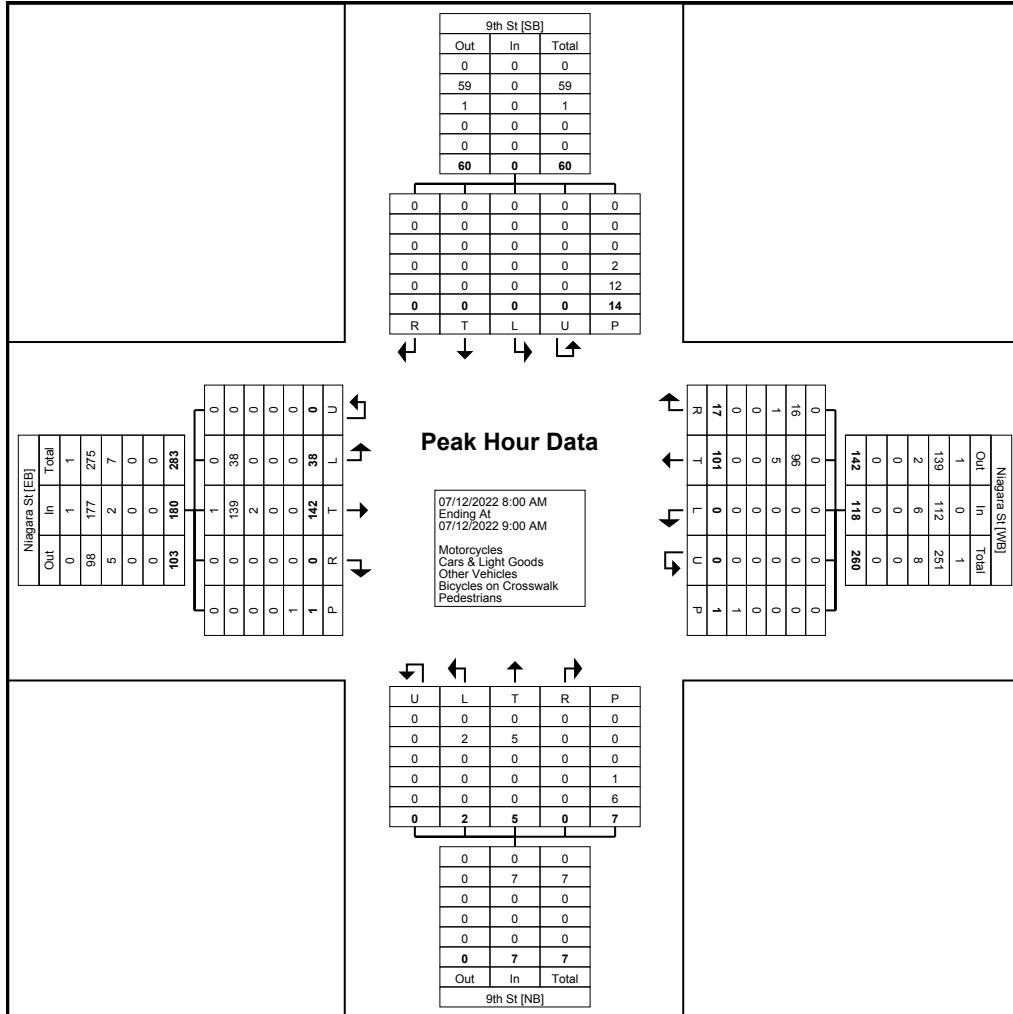 9th St [SB]
Out In Total
0 0 0
59 0 59
1 0 1
0 0 0
0 0 0
60 0 60
0 0 0 0 0
0 0 0 0 0
0 0 0 0 0
0 0 0 0 2
0 0 0 0 12
0 0 0 0 14
R T L U P
Niagara St [EB]
Total In Out
1 1 0
275 177 98
7 2 5
0 0 0
0 0 0
283 180 103
0 0 1 0 0
0 38 139 0 0
0 0 2 0 0
0 0 0 0 0
0 0 0 0 1
0 38 142 0 1
U L T R P
Peak Hour Data
07/12/2022 8:00 AM
Ending At
07/12/2022 9:00 AM
Motorcycles
Cars & Light Goods
Other Vehicles
Bicycles on Crosswalk
Pedestrians
R T L U P
17 101 0 0 1
0 0 0 0 1
0 0 0 0 0
1 5 0 0 0
16 96 0 0 0
0 0 0 0 0
142 118 260
0 0 0
0 0 0
2 6 8
139 112 251
1 0 1
Out In Total
Niagara St [WB]
U L T R P
0 0 0 0 0
0 2 5 0 0
0 0 0 0 0
0 0 0 0 1
0 0 0 0 6
0 2 5 0 7
0 0 0
0 7 7
0 0 0
0 0 0
0 0 0
0 7 7
Out In Total
9th St [NB]